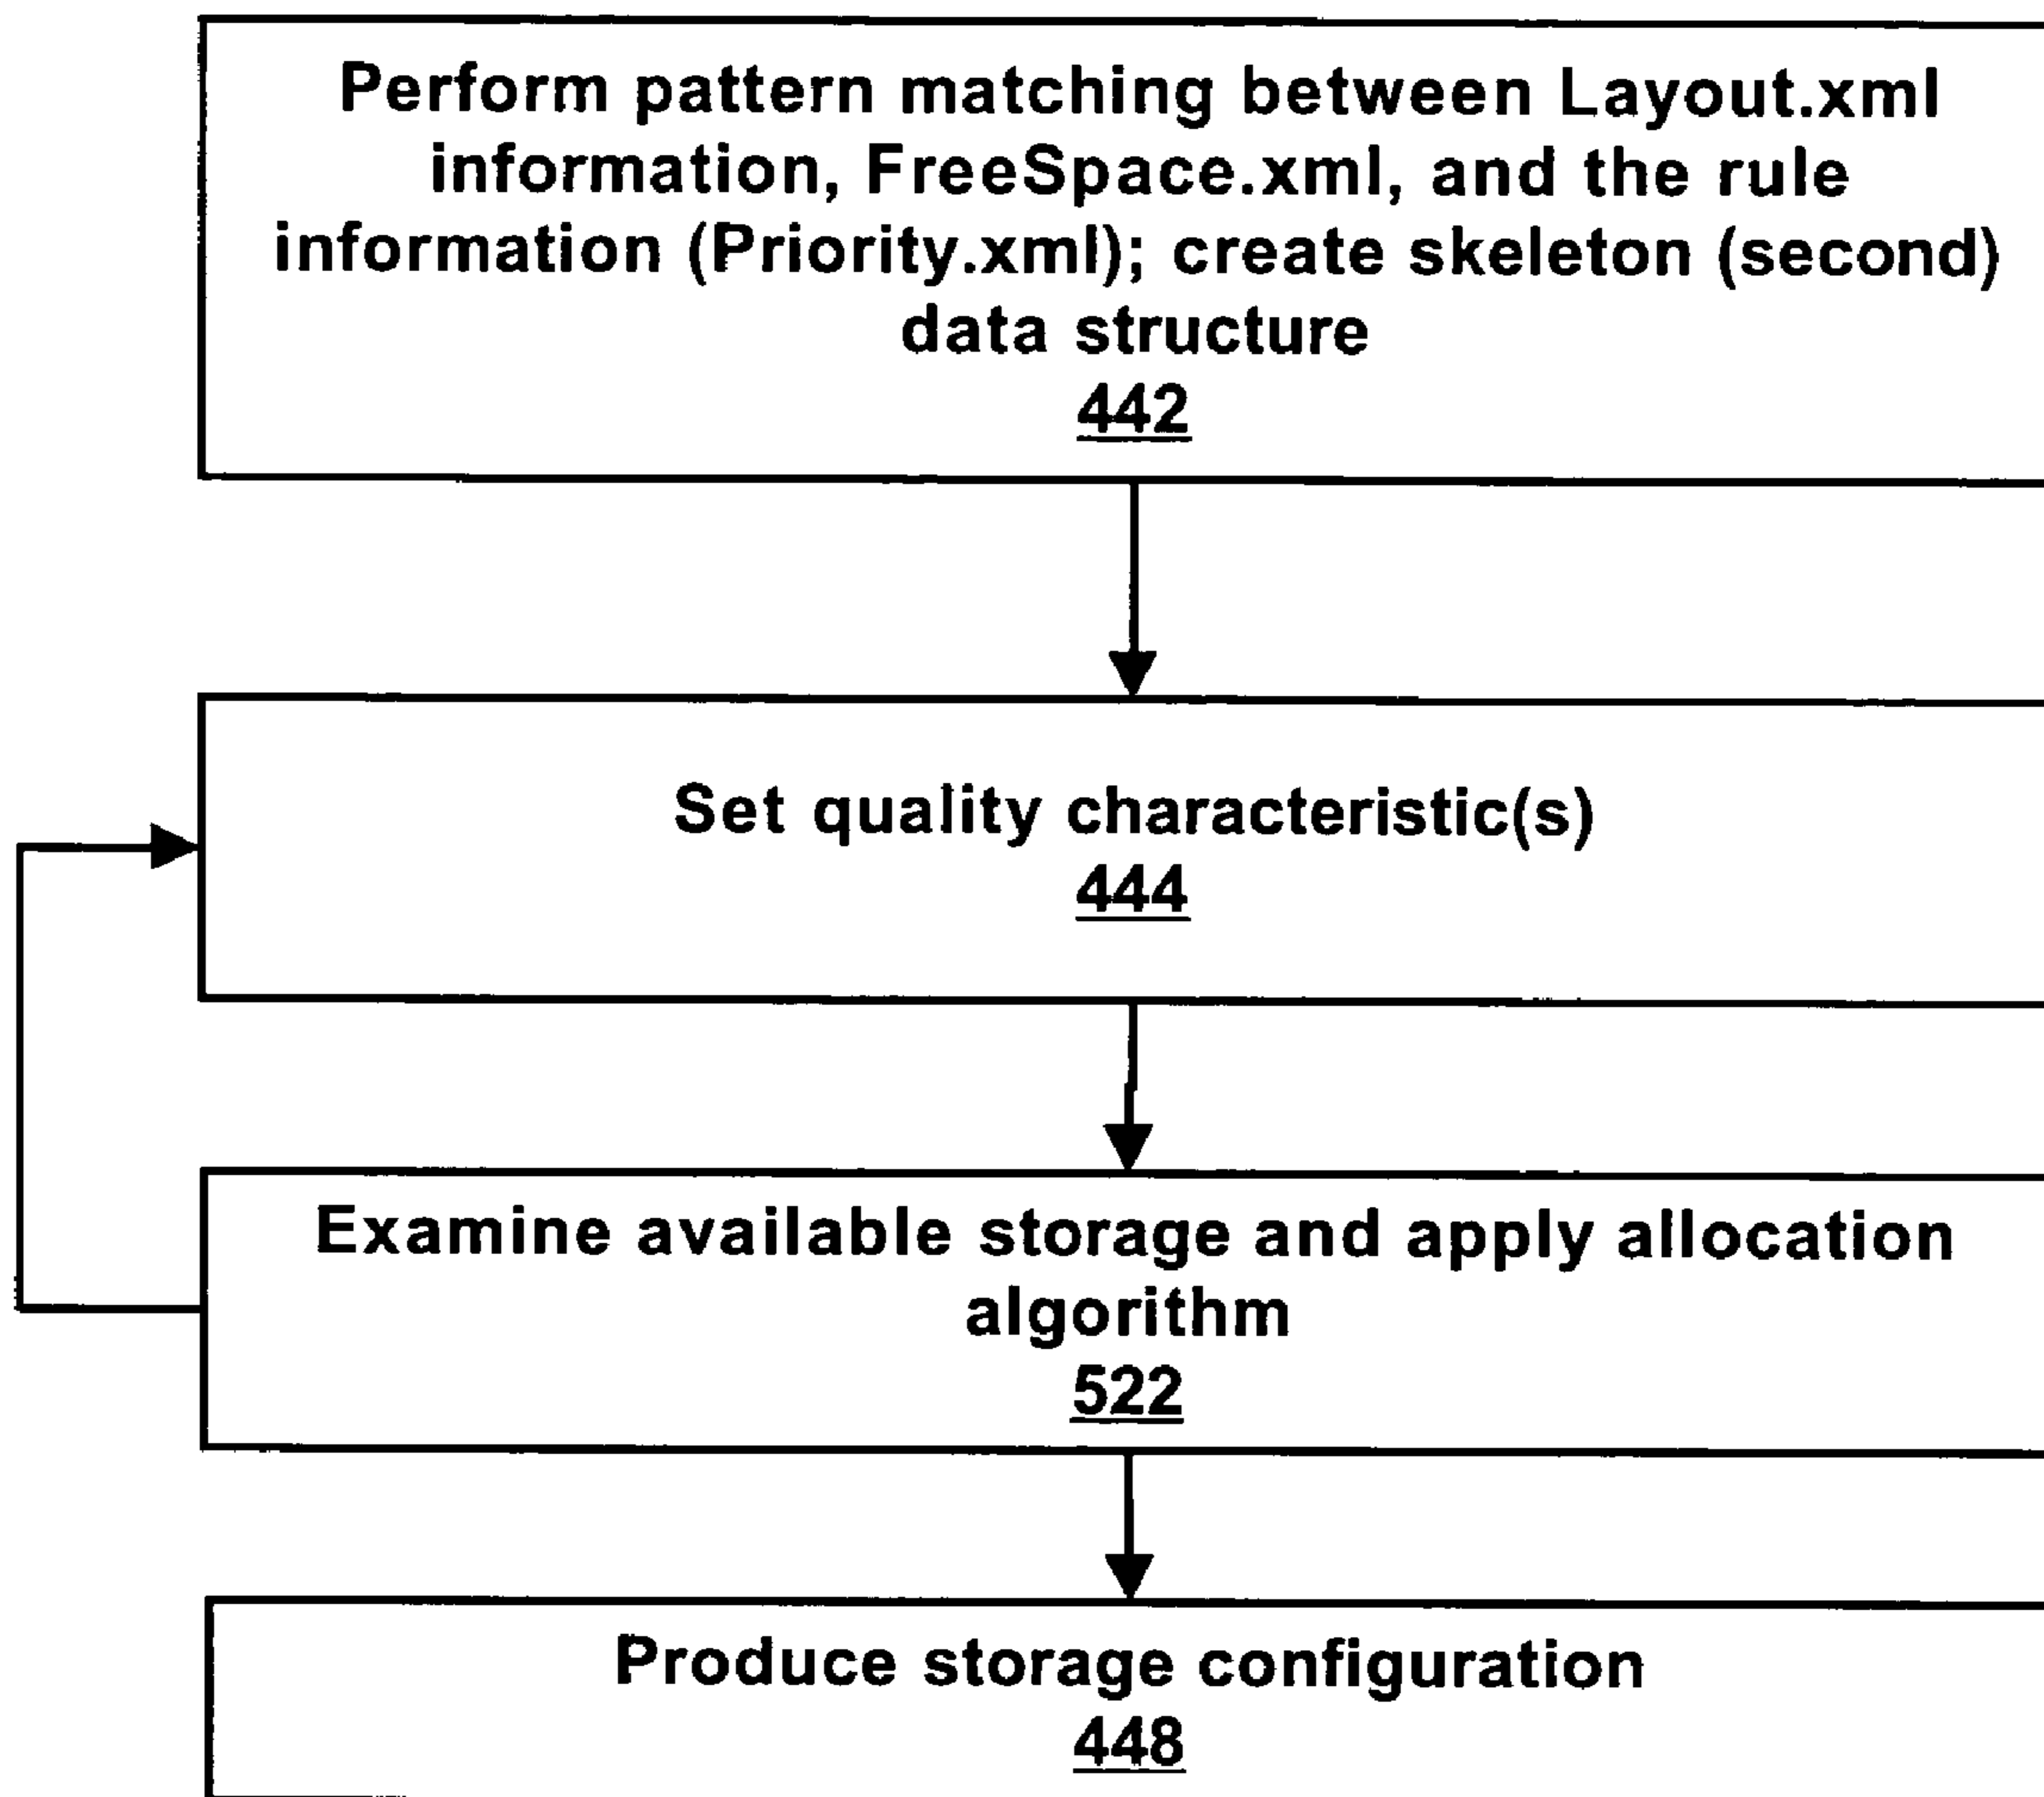 Perform pattern matching between Layout.xml
information, FreeSpace.xml, and the rule
information (Priority.xml); create skeleton (second)
data structure
442
Set quality characteristic(s)
444
Examine available storage and apply allocation
algorithm
522
Produce storage configuration
448